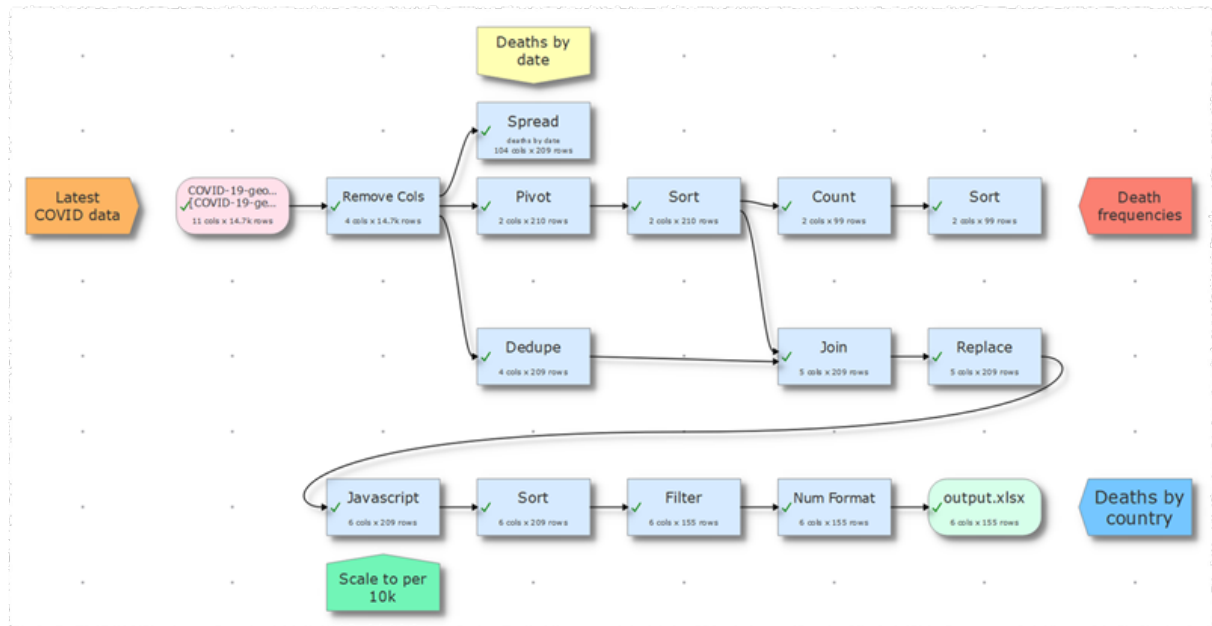 Deaths by
date
Spread
deaths by date
104 cols x 209 rows
Latest
COVID data
COVID-19-geo...
[COVID-19-ge...
11 cols x 14.7k rows
Remove Cols
4 cols x 14.7k rows
Pivot
2 cols x 210 rows
Sort
2 cols x 210 rows
Count
2 cols x 99 rows
Sort
2 cols x 99 rows
Death
frequencies
Dedupe
4 cols x 209 rows
Join
5 cols x 209 rows
Replace
5 cols x 209 rows
Javascript
6 cols x 209 rows
Sort
6 cols x 209 rows
Filter
6 cols x 155 rows
Num Format
6 cols x 155 rows
output.xlsx
6 cols x 155 rows
Deaths by
country
Scale to per
10k